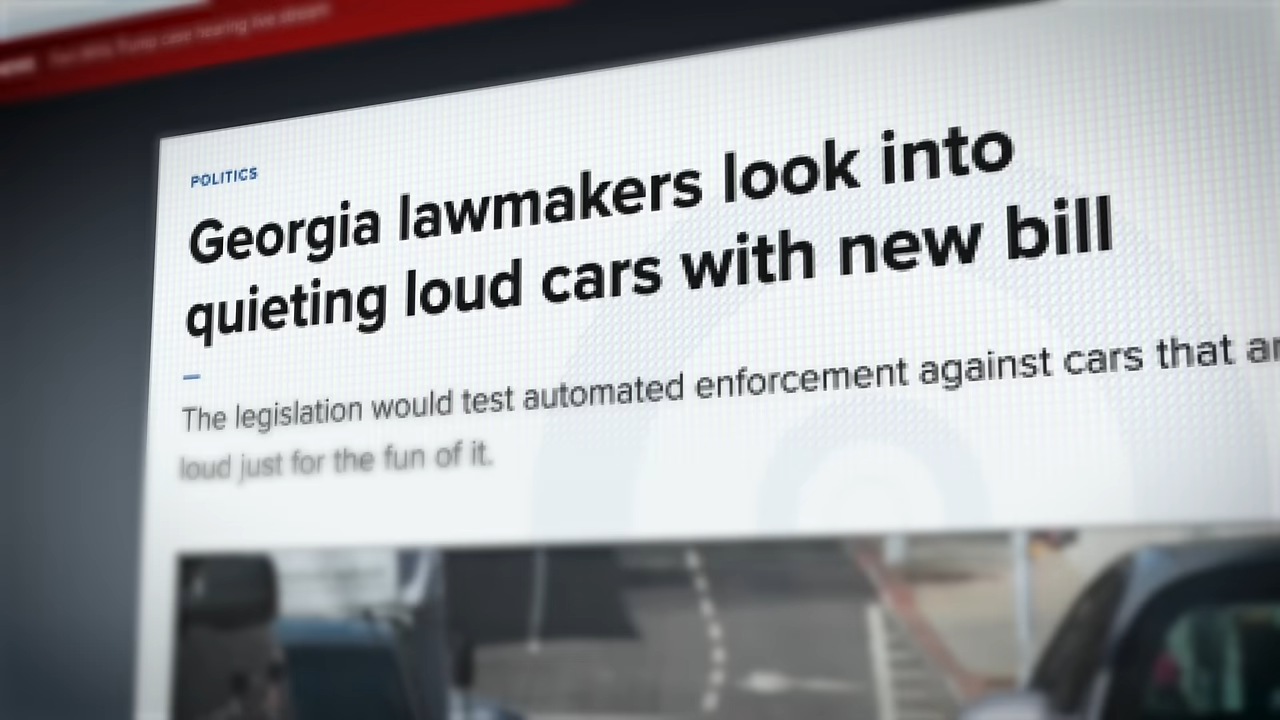 POLITICS
Georgia lawmakers look into
quieting loud cars with new bill
The legislation would test automated enforcement against cars that ar
loud just for the fun of it.